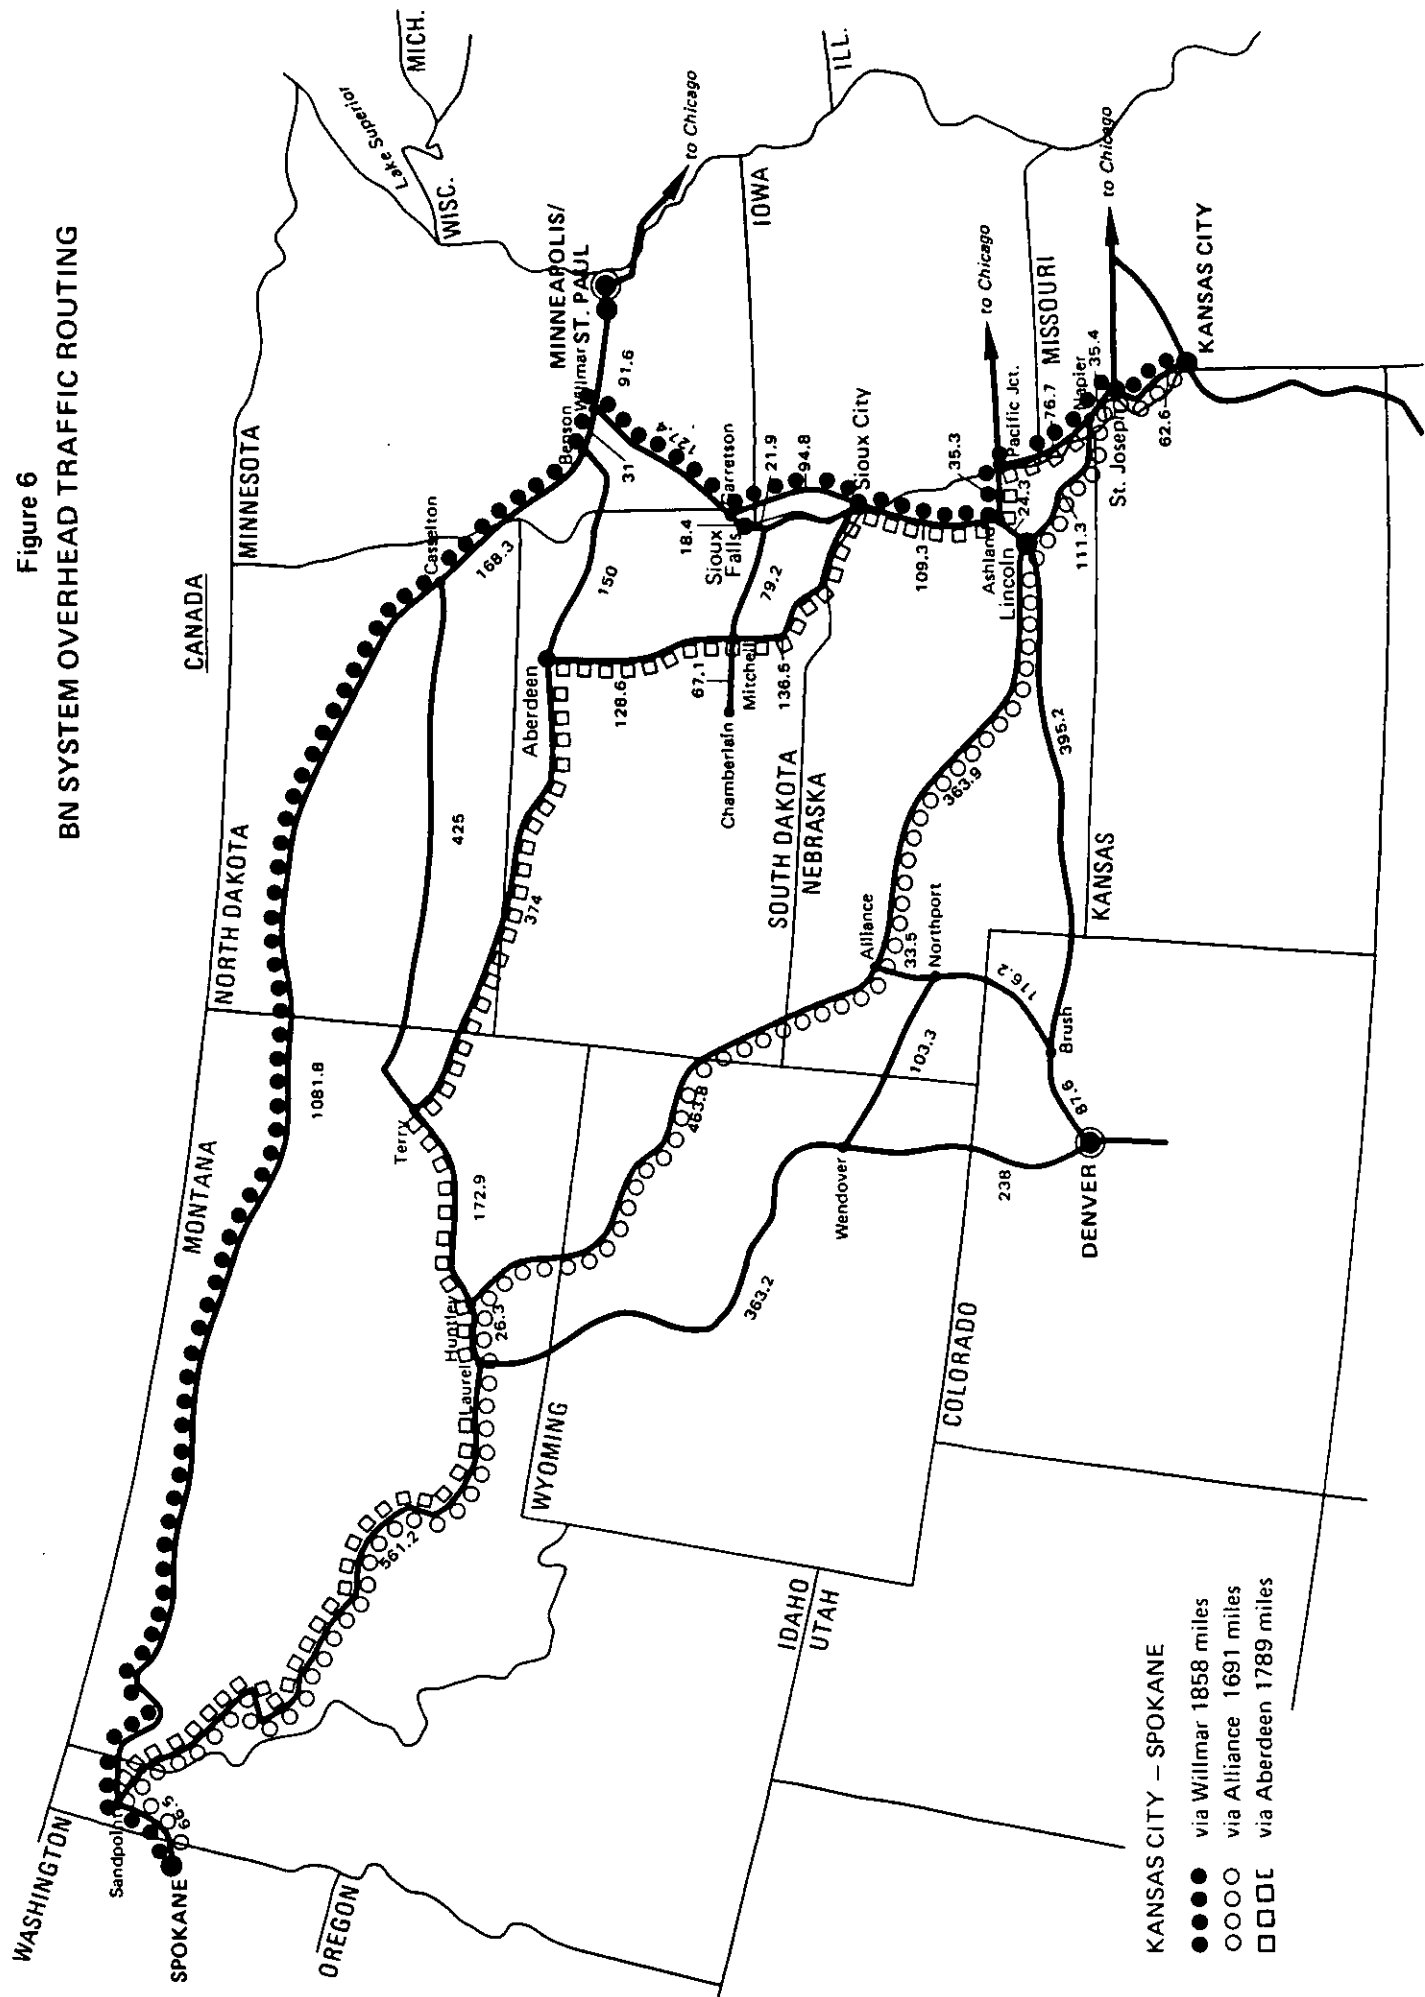 Figure 6
BN SYSTEM OVERHEAD TRAFFIC ROUTING
CANADA
WASHINGTON
MONTANA
NORTH DAKOTA
MINNESOTA
Lake Superior
MICH.
WISC.
Sandpoint
SPOKANE
68.5
OREGON
561.2
1081.8
Terry
172.9
Huntley
Laurel
26.3
425
Casselton
168.3
Benson
Willmar
31
91.6
MINNEAPOLIS/
ST. PAUL
to Chicago
Aberdeen
374
150
128.6
127.4
Garretson
18.4
Sioux
Falls
21.9
94.8
79.2
67.1
Mitchell
Chamberlain
136.5
Sioux City
IOWA
ILL.
SOUTH DAKOTA
NEBRASKA
WYOMING
463.8
363.2
Wendover
103.3
Alliance
33.5
Northport
116.2
363.9
109.3
Ashland
35.3
24.3
Lincoln
Pacific Jct.
to Chicago
MISSOURI
76.7
Napier
35.4
111.3
St. Joseph
62.6
to Chicago
KANSAS CITY
395.2
KANSAS
Brush
87.6
238
DENVER
COLORADO
IDAHO
UTAH
KANSAS CITY – SPOKANE
via Willmar 1858 miles
via Alliance 1691 miles
via Aberdeen 1789 miles